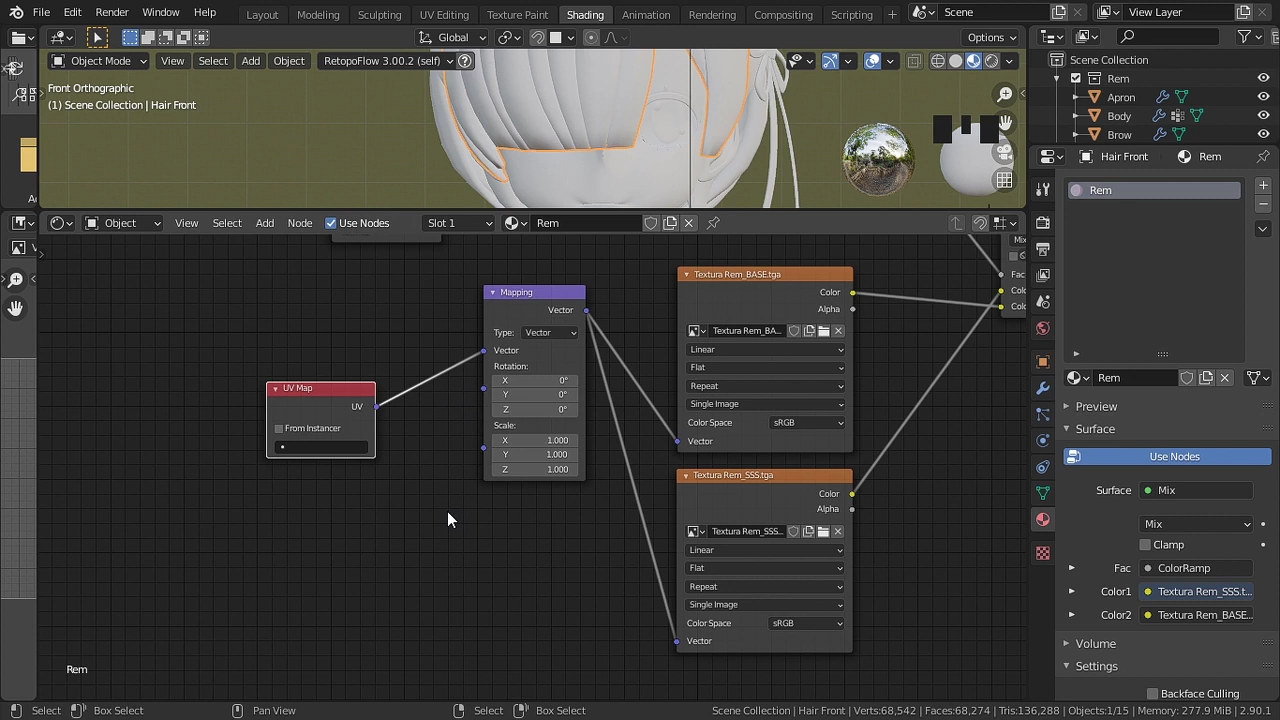 File Edit Render Window Help Layout Modeling Sculpting UV Editing Texture Paint Shading Animation Rendering Compositing Scripting + Scene View Layer
Global Options
Object Mode View Select Add Object RetopoFlow 3.00.2 (self)
Front Orthographic
(1) Scene Collection | Hair Front
Scene Collection
Rem
Apron
Body
Brow
Hair Front Rem
Rem
Object View Select Add Node Use Nodes Slot 1 Rem
Mapping
Vector
Type: Vector
Vector
Rotation:
X 0°
Y 0°
Z 0°
Scale:
X 1.000
Y 1.000
Z 1.000
UV Map
UV
From Instancer
Textura Rem_BASE.tga
Color
Alpha
Textura Rem_BA...
Linear
Flat
Repeat
Single Image
Color Space sRGB
Vector
Textura Rem_SSS.tga
Color
Alpha
Textura Rem_SSS...
Linear
Flat
Repeat
Single Image
Color Space sRGB
Vector
Mix
Fac
Rem
Rem
Preview
Surface
Use Nodes
Surface Mix
Mix
Clamp
Fac ColorRamp
Color1 Textura Rem_SSS.t...
Color2 Textura Rem_BASE...
Volume
Settings
Backface Culling
Select Box Select Pan View Select Box Select Scene Collection | Hair Front | Verts:68,542 | Faces:68,274 | Tris:136,288 | Objects:1/15 | Memory: 277.9 MiB | 2.90.1